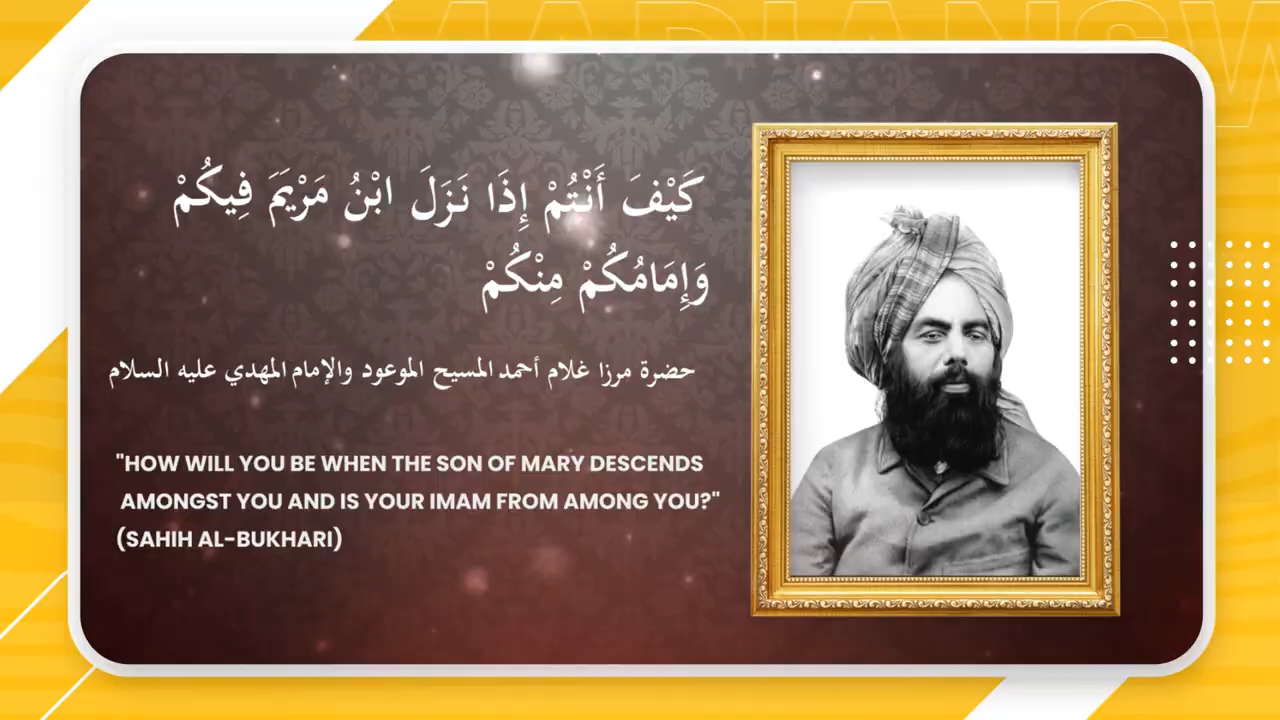 كَيْفَ أَنْتُمْ إِذَا نَزَلَ ابْنُ مَرْيَمَ فِيكُمْ
وَإِمَامُكُمْ مِنْكُمْ
حضرة مرزا غلام أحمد المسيح الموعود والإمام المهدي عليه السلام
"HOW WILL YOU BE WHEN THE SON OF MARY DESCENDS
AMONGST YOU AND IS YOUR IMAM FROM AMONG YOU?"
(SAHIH AL-BUKHARI)